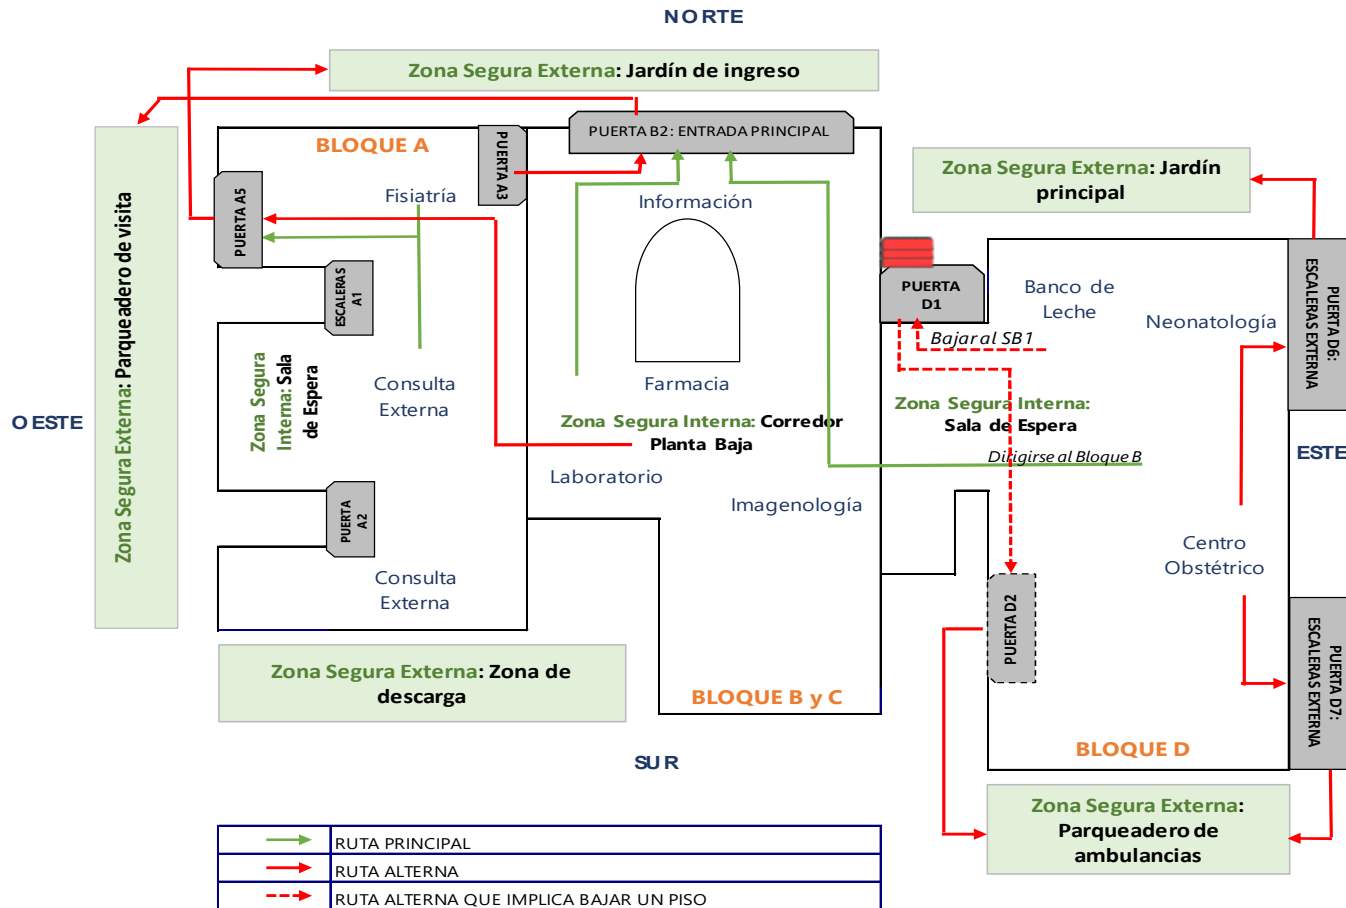 NORTE
Zona Segura Externa: Jardín de ingreso
PUERTA B2: ENTRADA PRINCIPAL
BLOQUE A
PUERTA A3
Zona Segura Externa: Jardín
principal
Fisiatría
Información
PUERTA A5
Zona Segura Externa: Parqueadero de visita
ESCALERAS
A1
PUERTA
D1
Banco de
Leche
Neonatología
PUERTA D6:
ESCALERAS EXTERNA
Bajar al SB1
Zona Segura
Interna: Sala
de Espera
Consulta
Externa
Farmacia
OESTE
Zona Segura Interna: Corredor
Planta Baja
Zona Segura Interna:
Sala de Espera
ESTE
Dirigirse al Bloque B
Laboratorio
Imagenología
PUERTA
A2
Centro
Obstétrico
Consulta
Externa
PUERTA D2
PUERTA D7:
ESCALERAS EXTERNA
Zona Segura Externa: Zona de
descarga
BLOQUE B y C
BLOQUE D
SUR
Zona Segura Externa:
Parqueadero de
ambulancias
RUTA PRINCIPAL
RUTA ALTERNA
RUTA ALTERNA QUE IMPLICA BAJAR UN PISO